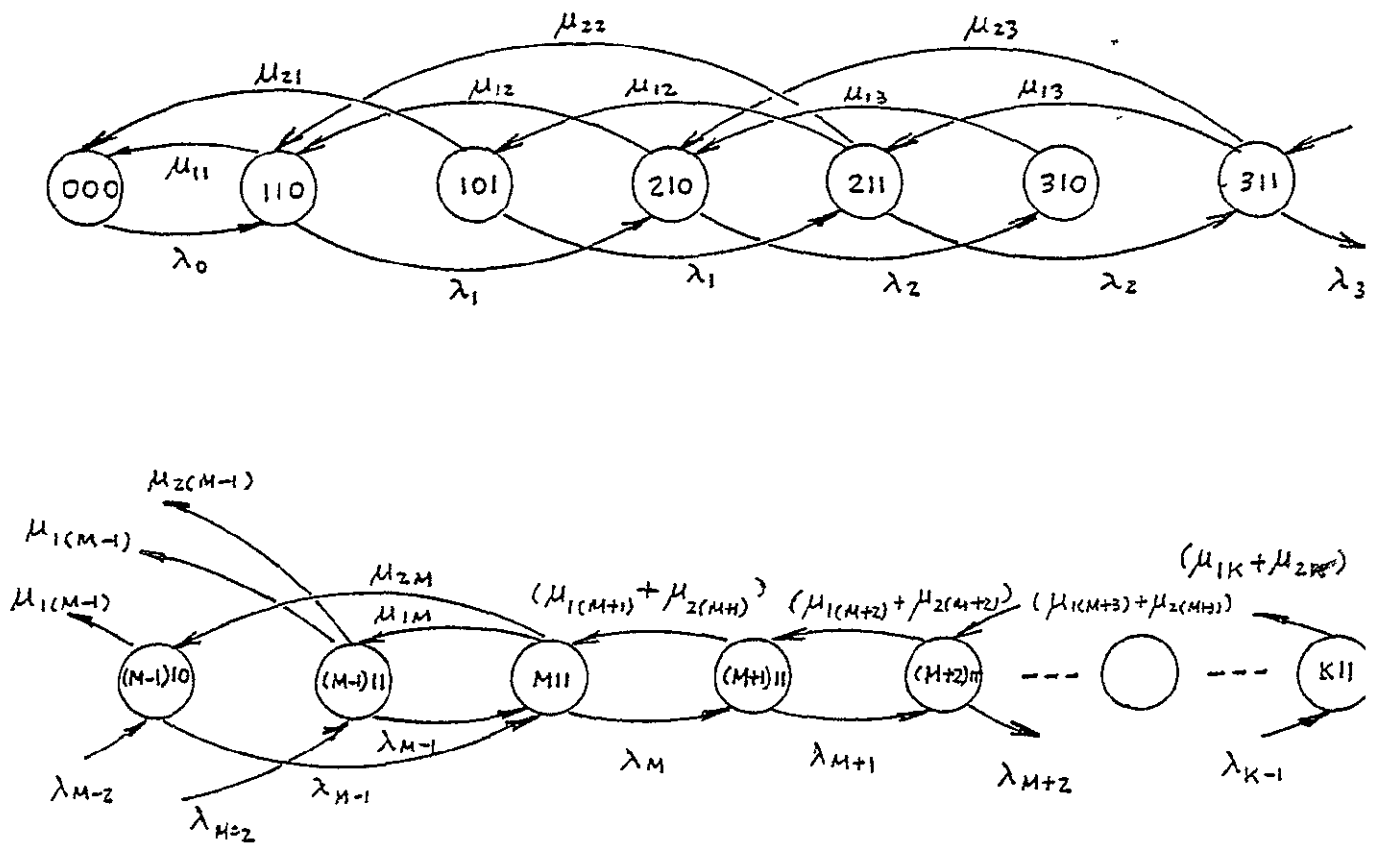 μ22 μ23
μ21 μ12 μ12 μ13 μ13
μ11
000 110 101 210 211 310 311
λ0 λ1 λ1 λ2 λ2 λ3
μ2(M-1)
μ1(M-1)
μ1(M-1) μ2M μ1M (μ1(M+1) + μ2(M+1)) (μ1(M+2) + μ2(M+2)) (μ1(M+3) + μ2(M+3)) (μ1K + μ2K)
(M-1)10 (M-1)11 M11 (M+1)11 (M+2)11 --- --- K11
λM-2 λM-2 λM-1 λM-1 λM λM+1 λM+2 λK-1